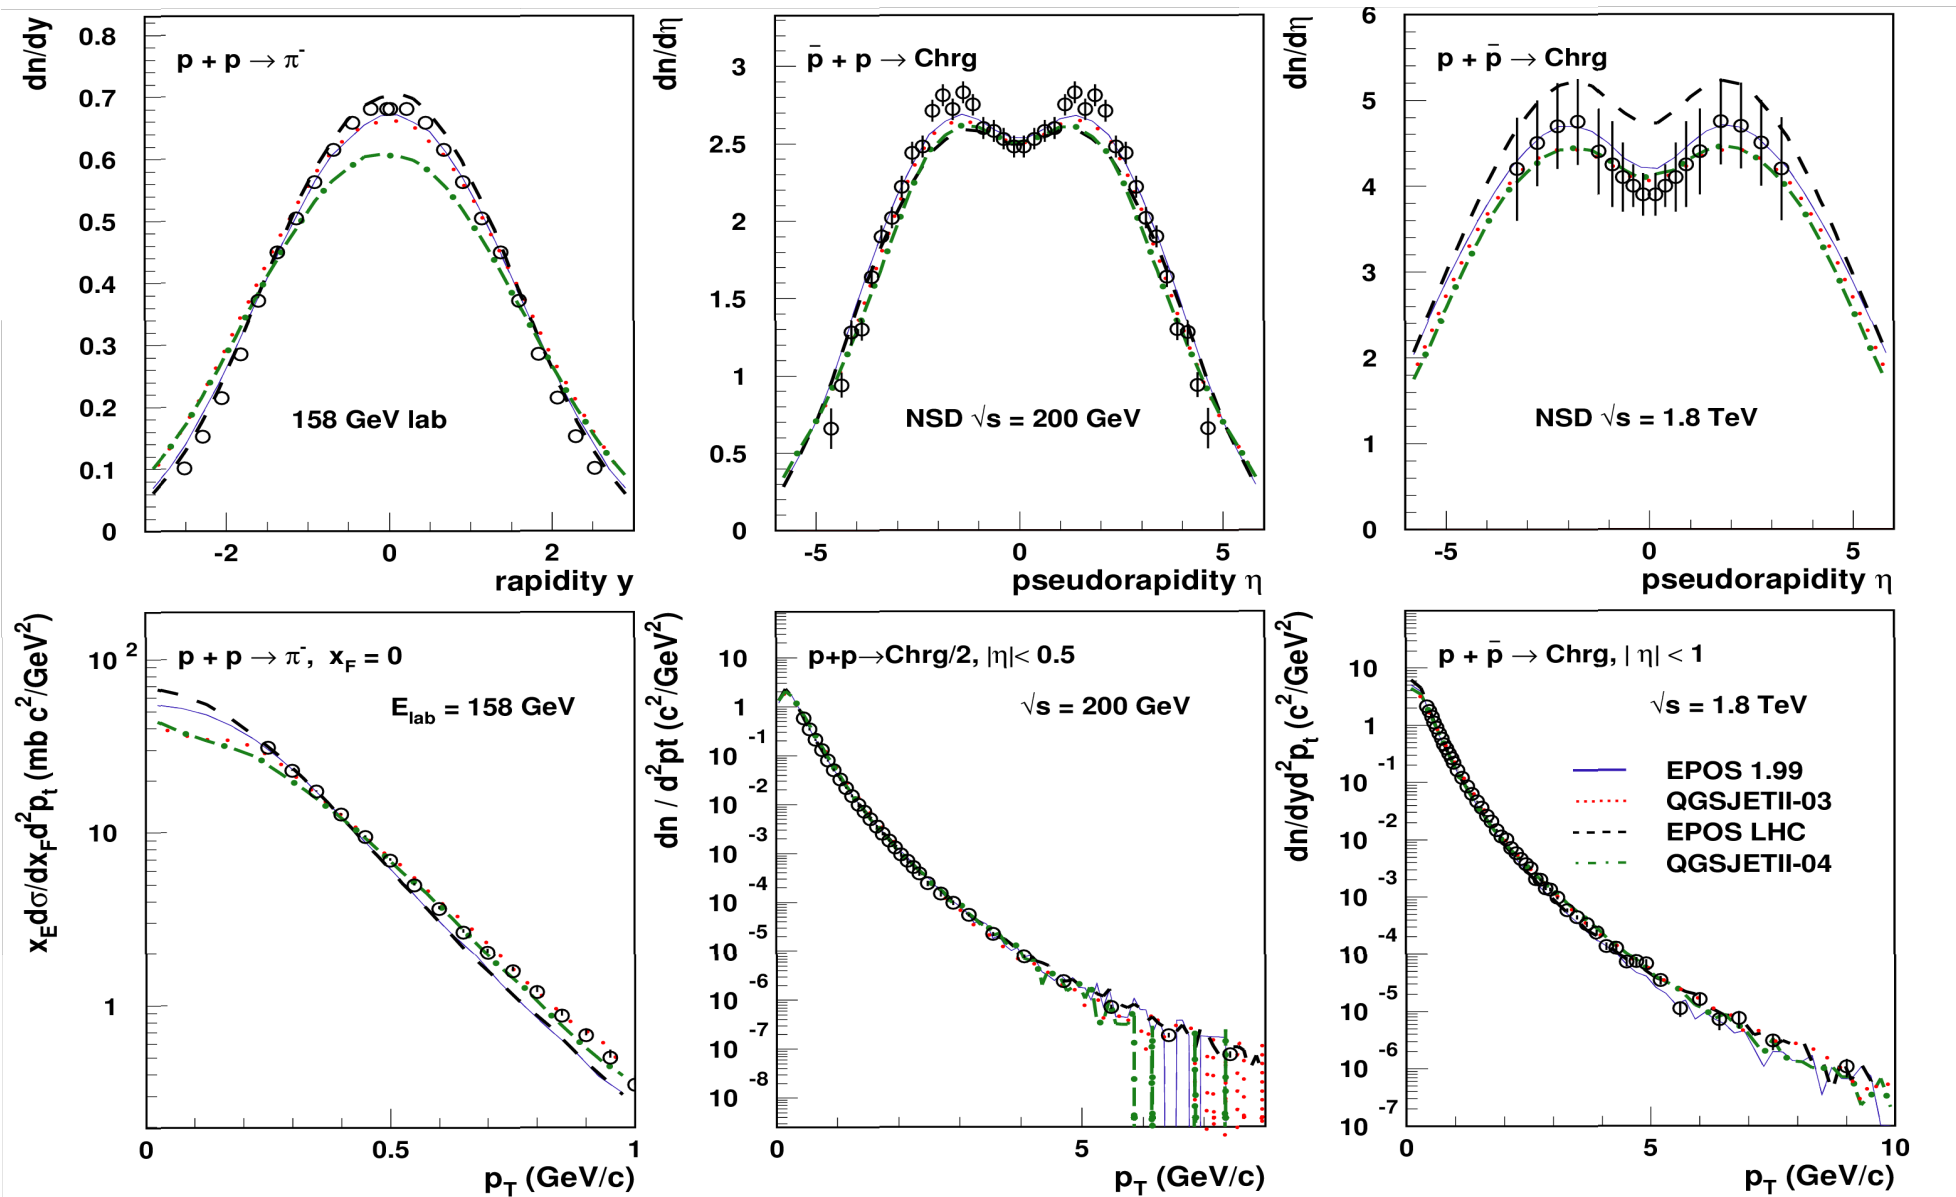 dn/dy
0.8
0.7
0.6
0.5
0.4
0.3
0.2
0.1
0
p + p → π⁻
158 GeV lab
-2 0 2
rapidity y
dn/dη
3
2.5
2
1.5
1
0.5
0
p̄ + p → Chrg
NSD √s = 200 GeV
-5 0 5
pseudorapidity η
dn/dη
6
5
4
3
2
1
0
p + p̄ → Chrg
NSD √s = 1.8 TeV
-5 0 5
pseudorapidity η
x_E dσ/dx_F d²p_t (mb c²/GeV²)
10²
10
1
p + p → π⁻, x_F = 0
E_lab = 158 GeV
0 0.5 1
p_T (GeV/c)
dn / d²pt (c²/GeV²)
10
1
10⁻¹
10⁻²
10⁻³
10⁻⁴
10⁻⁵
10⁻⁶
10⁻⁷
10⁻⁸
p+p→Chrg/2, |η|< 0.5
√s = 200 GeV
0 5
p_T (GeV/c)
dn/dyd²p_t (c²/GeV²)
10
1
10⁻¹
10⁻²
10⁻³
10⁻⁴
10⁻⁵
10⁻⁶
10⁻⁷
p + p̄ → Chrg, | η| < 1
√s = 1.8 TeV
EPOS 1.99
QGSJETII-03
EPOS LHC
QGSJETII-04
0 5 10
p_T (GeV/c)